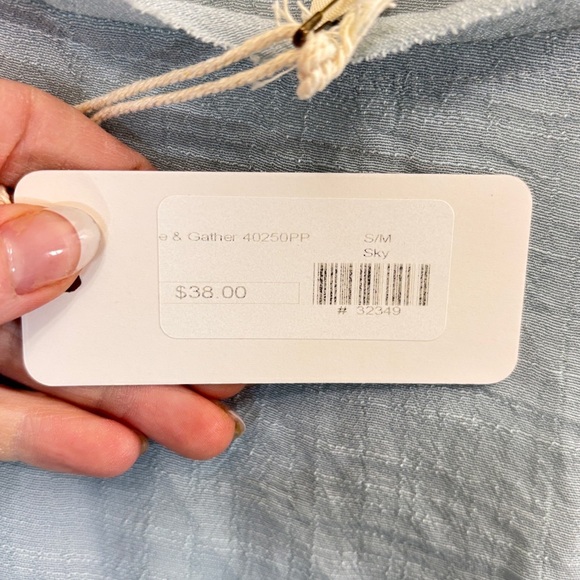 e & Gather 40250PP
S/M
Sky
$38.00
# 32349